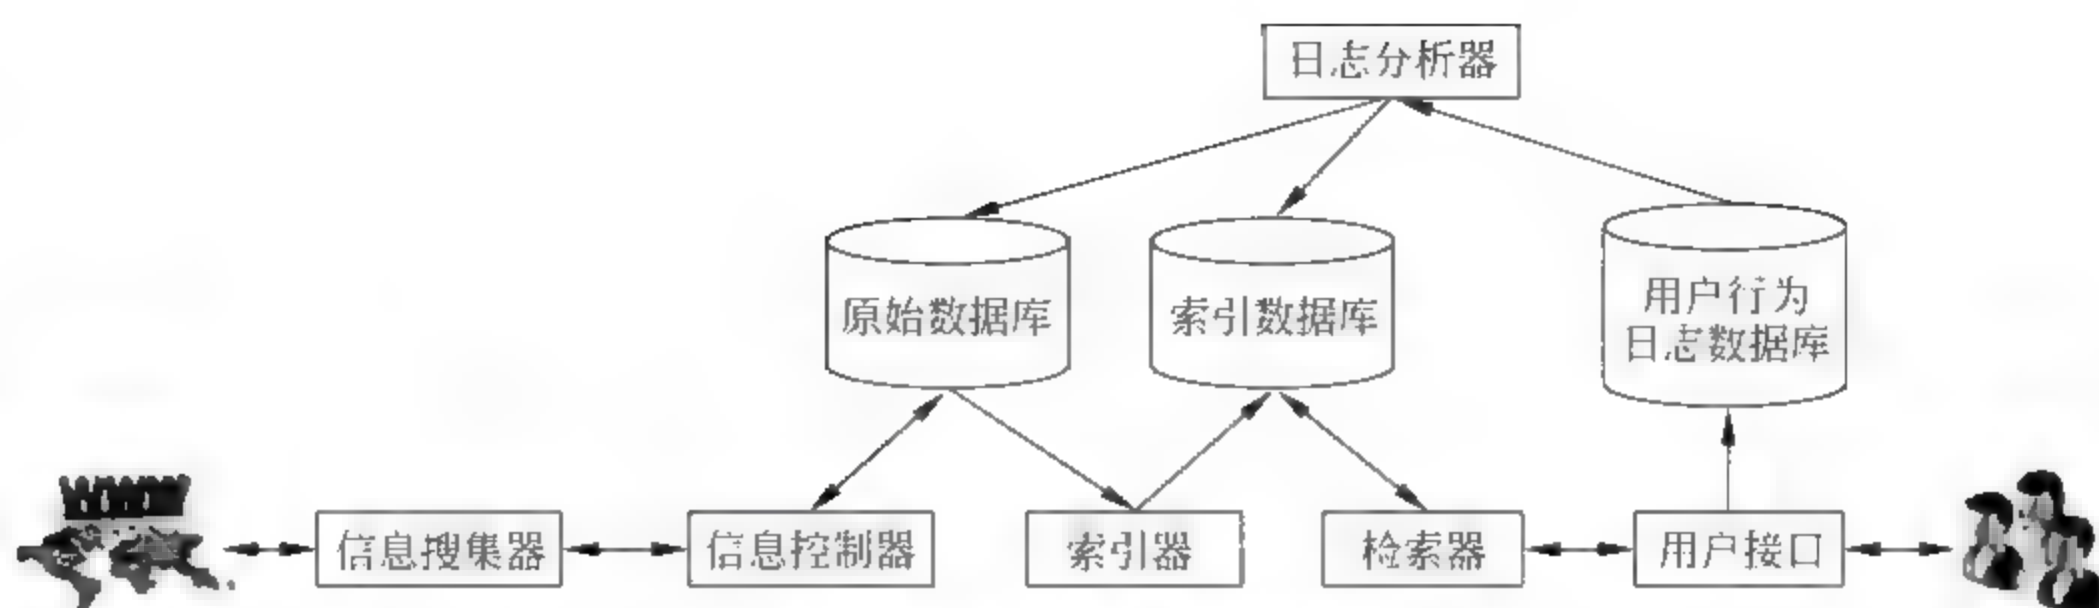 日志分析器
原始数据库
索引数据库
用户行为
日志数据库
信息搜集器
信息控制器
索引器
检索器
用户接口